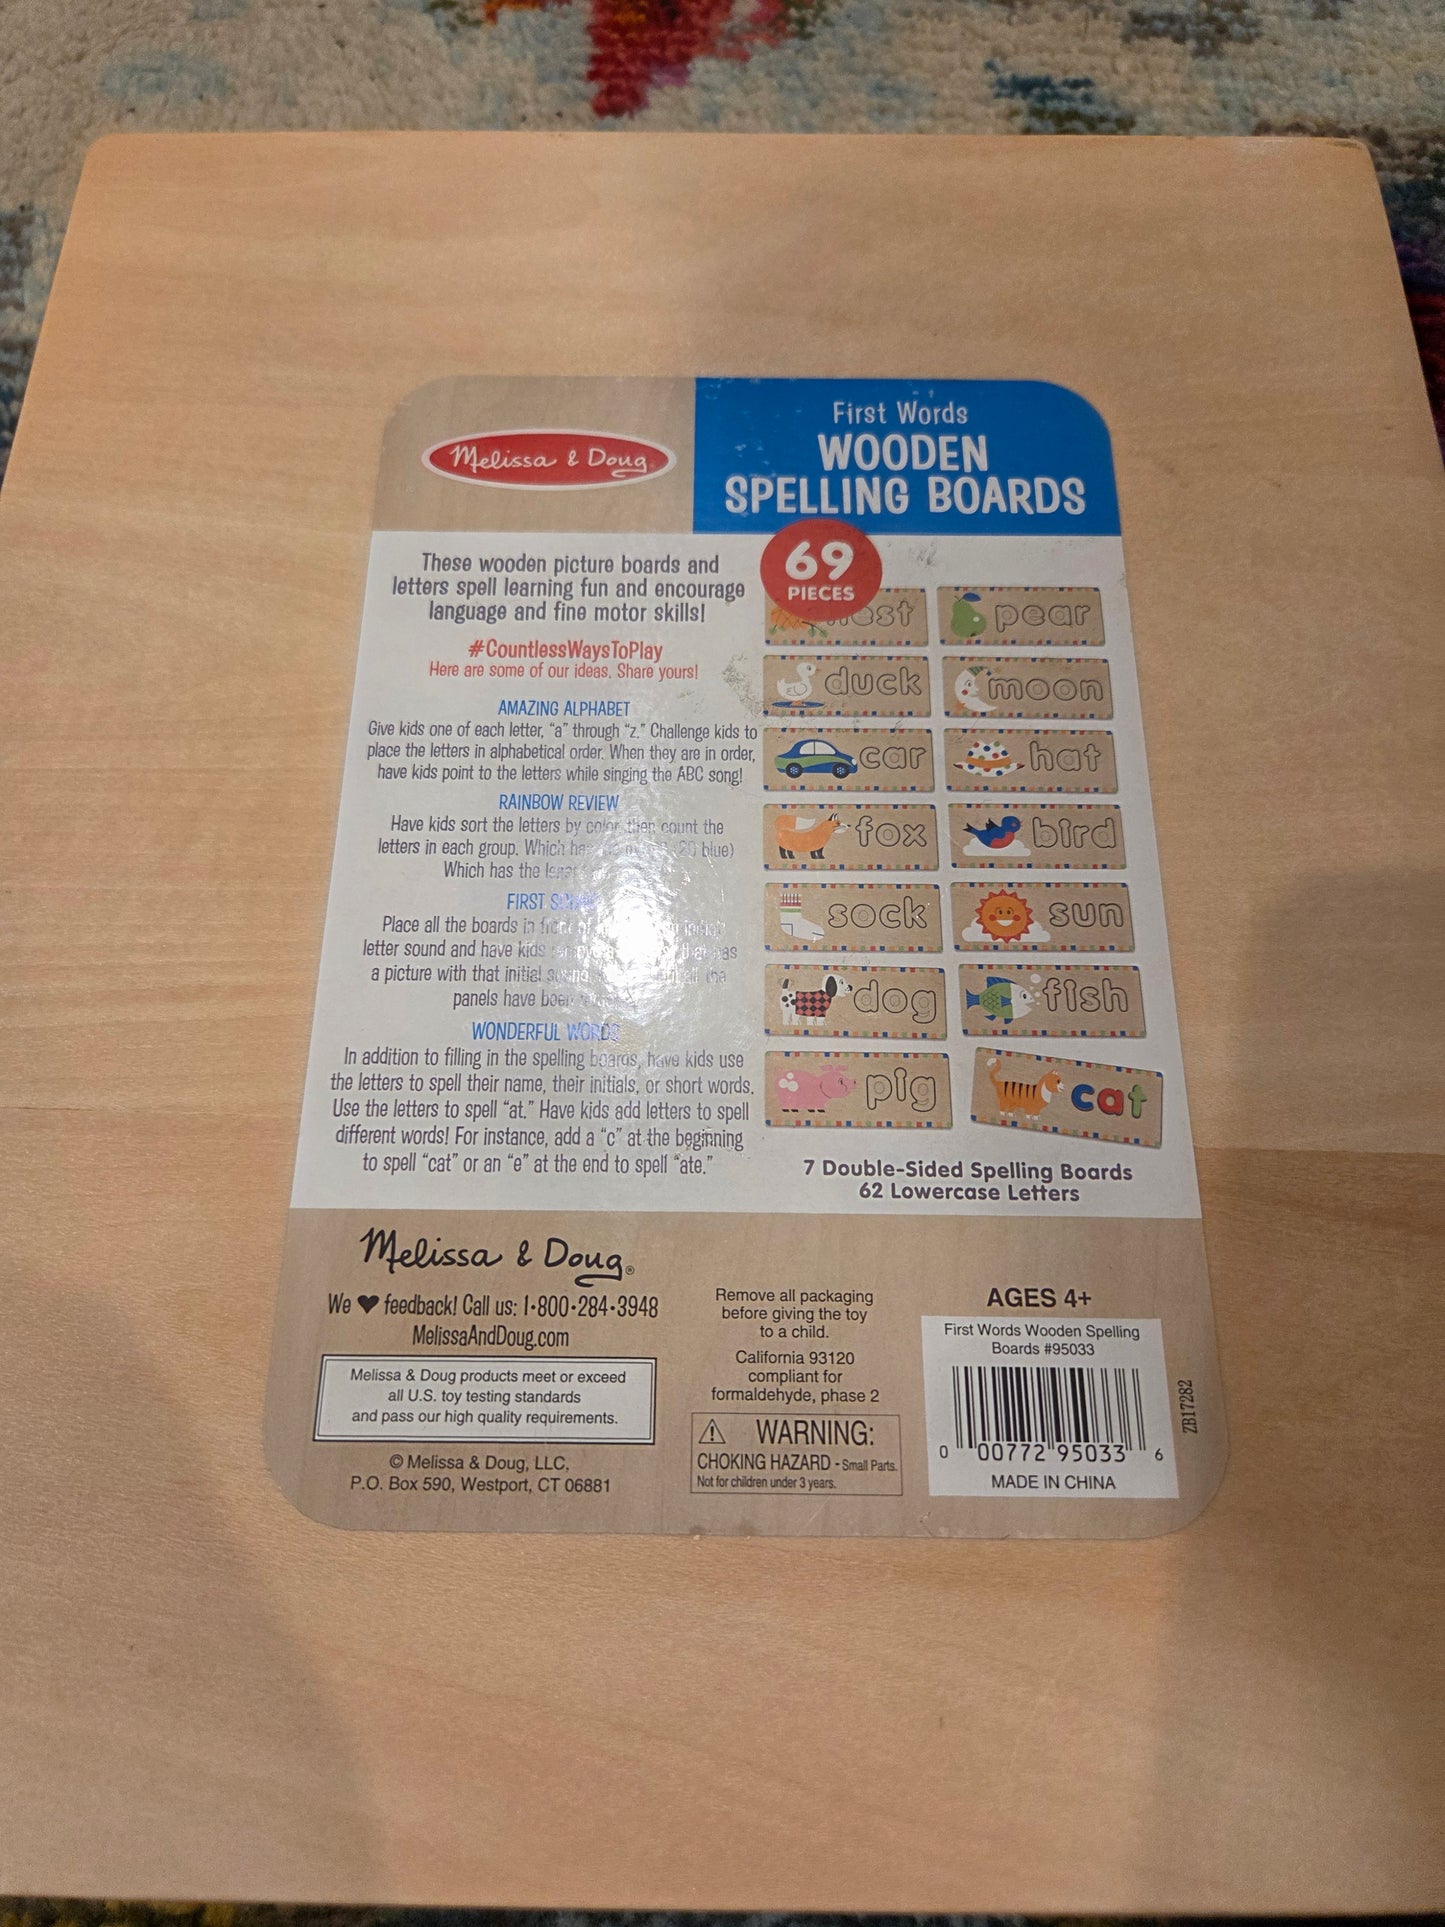 Melissa & Doug
First Words
WOODEN
SPELLING BOARDS
69
PIECES
These wooden picture boards and
letters spell learning fun and encourage
language and fine motor skills!
#CountlessWaysToPlay
Here are some of our ideas. Share yours!
AMAZING ALPHABET
Give kids one of each letter, “a” through “z.” Challenge kids to
place the letters in alphabetical order. When they are in order,
have kids point to the letters while singing the ABC song!
RAINBOW REVIEW
Have kids sort the letters by color, then count the
letters in each group. Which blue)
Which has the
FIRST
Place all the boards in
letter sound and have kids
a picture with that initial the
panels have been
WONDERFUL WORDS
In addition to filling in the spelling boards, have kids use
the letters to spell their name, their initials, or short words.
Use the letters to spell “at.” Have kids add letters to spell
different words! For instance, add a “c” at the beginning
to spell “cat” or an “e” at the end to spell “ate.”
pear
duck
moon
car
hat
fox
bird
sock
sun
dog
fish
pig
cat
7 Double-Sided Spelling Boards
62 Lowercase Letters
Melissa & Doug®
We ♥ feedback! Call us: 1•800•284•3948
MelissaAndDoug.com
Melissa & Doug products meet or exceed
all U.S. toy testing standards
and pass our high quality requirements.
© Melissa & Doug, LLC,
P.O. Box 590, Westport, CT 06881
Remove all packaging
before giving the toy
to a child.
California 93120
compliant for
formaldehyde, phase 2
⚠ WARNING:
CHOKING HAZARD - Small Parts.
Not for children under 3 years.
AGES 4+
First Words Wooden Spelling
Boards #95033
0 00772 95033 6
MADE IN CHINA
ZB17282